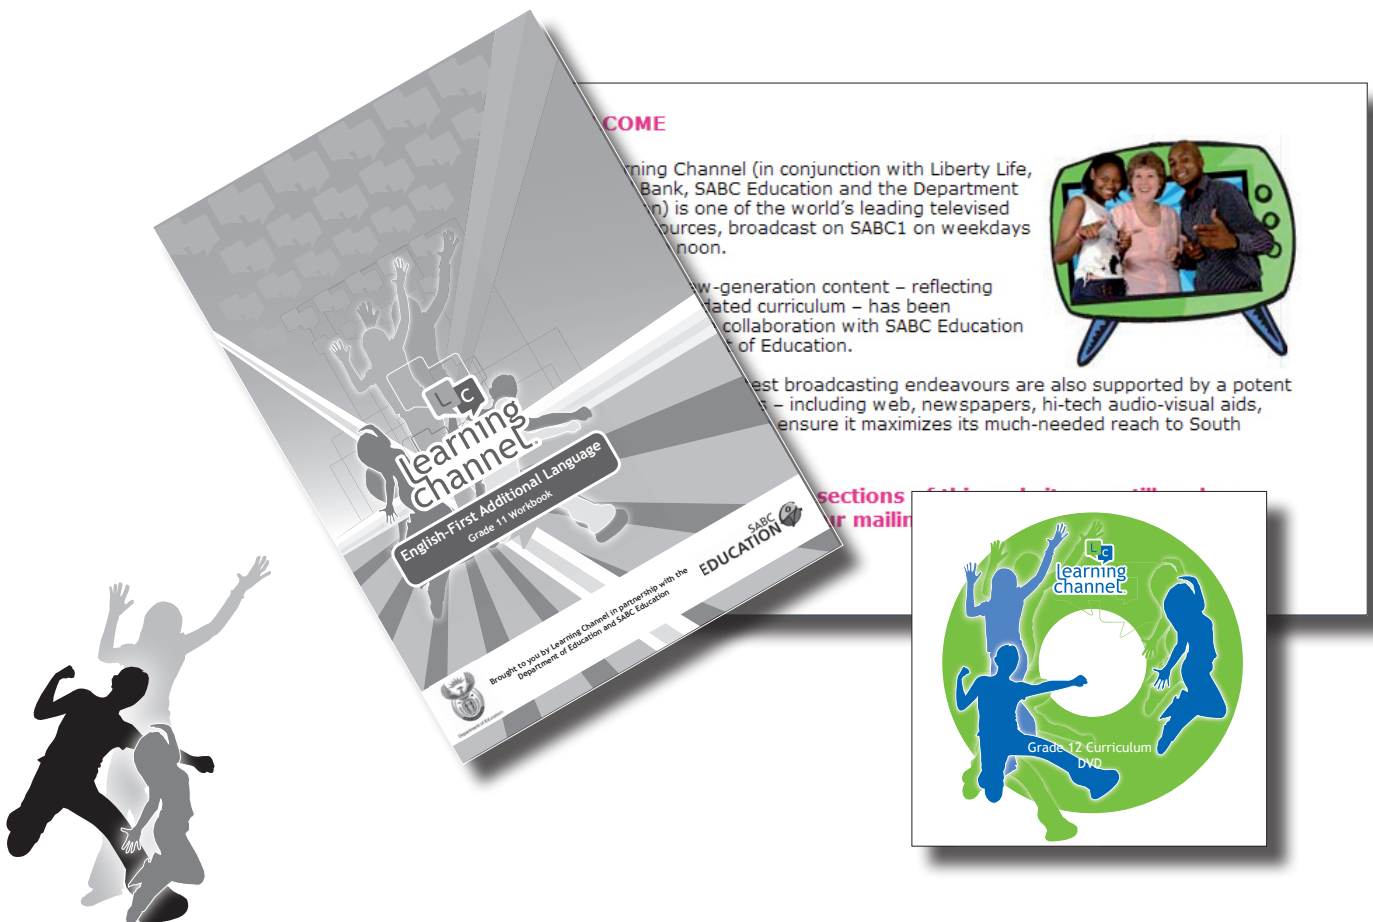 COME
rning Channel (in conjunction with Liberty Life,
Bank, SABC Education and the Department
n) is one of the world's leading televised
ources, broadcast on SABC1 on weekdays
noon.
w-generation content – reflecting
dated curriculum – has been
collaboration with SABC Education
t of Education.
est broadcasting endeavours are also supported by a potent
s – including web, newspapers, hi-tech audio-visual aids,
ensure it maximizes its much-needed reach to South
sections
ur mailin
L C
Learning
channel.
English-First Additional Language
Grade 11 Workbook
SABC
EDUCATION
Brought to you by Learning Channel in partnership with the
Department of Education and SABC Education
Department of Education
L C
Learning
channel.
Grade 12 Curriculum
DVD